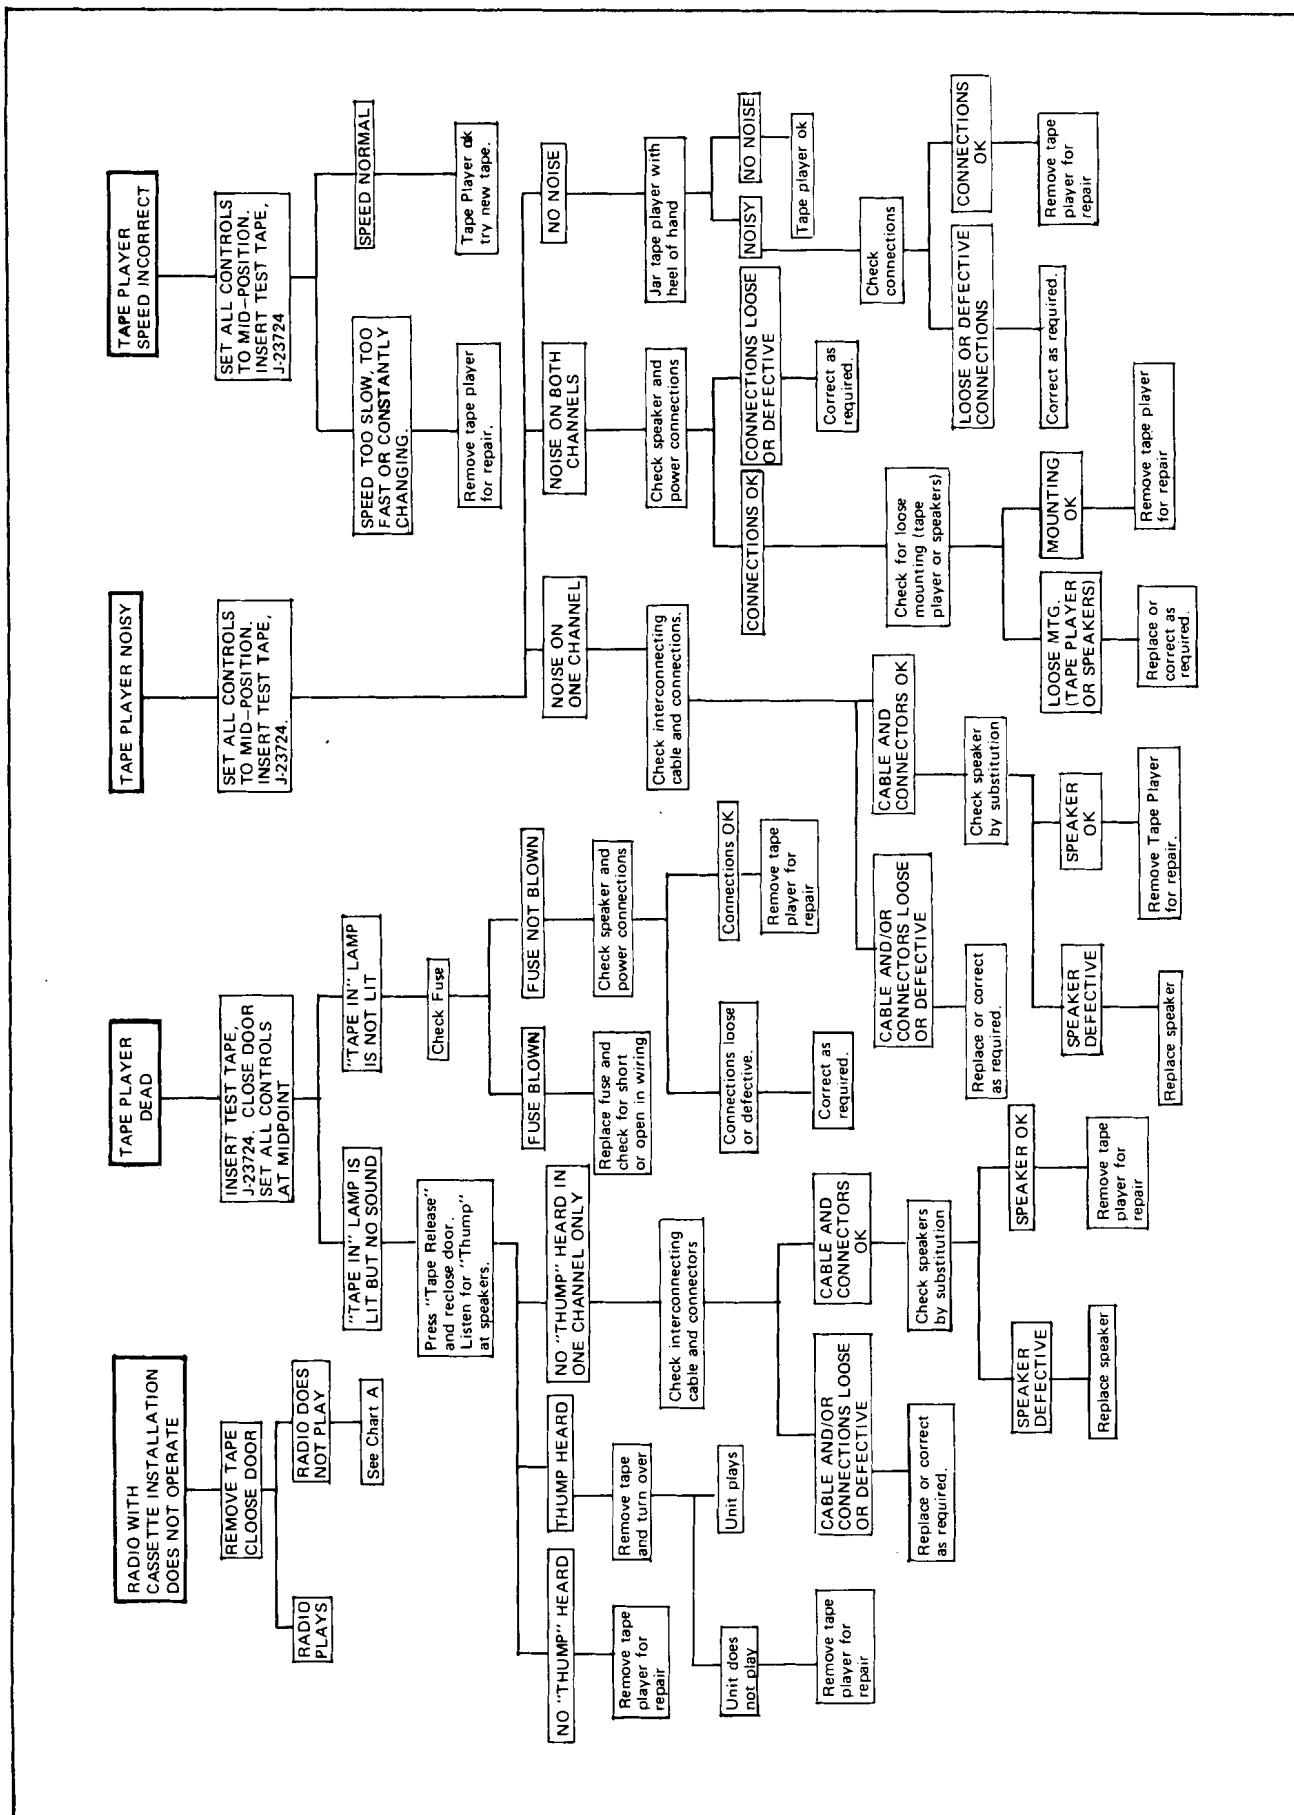 RADIO WITH
CASSETTE INSTALLATION
DOES NOT OPERATE
REMOVE TAPE
CLOOSE DOOR
RADIO
PLAYS
RADIO DOES
NOT PLAY
See Chart A
TAPE PLAYER
DEAD
INSERT TEST TAPE,
J-23724. CLOSE DOOR
SET ALL CONTROLS
AT MIDPOINT
"TAPE IN" LAMP IS
LIT BUT NO SOUND
"TAPE IN" LAMP
IS NOT LIT
Press "Tape Release"
and reclose door.
Listen for "Thump"
at speakers.
Check Fuse
NO "THUMP" HEARD
THUMP HEARD
NO "THUMP" HEARD IN
ONE CHANNEL ONLY
FUSE BLOWN
FUSE NOT BLOWN
Remove tape
player for
repair
Remove tape
and turn over
Check interconnecting
cable and connectors
Replace fuse and
check for short
or open in wiring
Check speaker and
power connections
Unit does
not play
Unit plays
Connections loose
or defective.
Connections OK
Remove tape
player for
repair
CABLE AND/OR
CONNECTIONS LOOSE
OR DEFECTIVE
CABLE AND
CONNECTORS
OK
Correct as
required.
Remove tape
player for
repair
Replace or correct
as required.
Check speakers
by substitution
SPEAKER
DEFECTIVE
SPEAKER OK
Replace speaker
Remove tape
player for
repair
TAPE PLAYER NOISY
SET ALL CONTROLS
TO MID-POSITION.
INSERT TEST TAPE,
J-23724.
NOISE ON
ONE CHANNEL
NOISE ON BOTH
CHANNELS
NO NOISE
Check interconnecting
cable and connections.
Check speaker and
power connections
Jar tape player with
heel of hand
CONNECTIONS OK
CONNECTIONS LOOSE
OR DEFECTIVE
NOISY
NO NOISE
Correct as
required.
Tape player ok
CABLE AND/OR
CONNECTORS LOOSE
OR DEFECTIVE
CABLE AND
CONNECTORS OK
Check for loose
mounting (tape
player or speakers)
Check
connections
Replace or correct
as required.
Check speaker
by substitution
LOOSE OR DEFECTIVE
CONNECTIONS
CONNECTIONS
OK
SPEAKER
DEFECTIVE
SPEAKER
OK
LOOSE MTG.
(TAPE PLAYER
OR SPEAKERS)
MOUNTING
OK
Correct as required.
Remove tape
player for
repair
Replace speaker
Remove Tape Player
for repair.
Replace or
correct as
required.
Remove tape player
for repair
TAPE PLAYER
SPEED INCORRECT
SET ALL CONTROLS
TO MID-POSITION.
INSERT TEST TAPE,
J-23724
SPEED TOO SLOW, TOO
FAST OR CONSTANTLY
CHANGING.
SPEED NORMAL
Remove tape player
for repair.
Tape Player ok
try new tape.